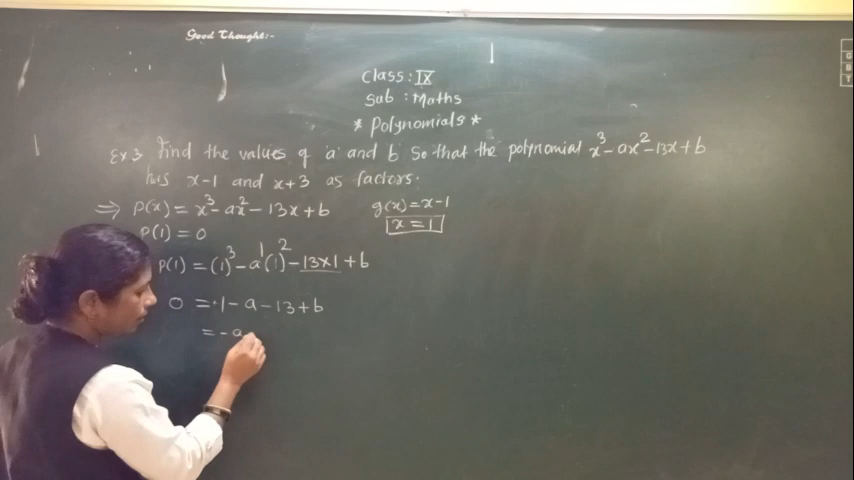 Good Thought:-
Class: IX
Sub : Maths
* Polynomials *
Ex 3 Find the values of a and b so that the polynomial x³ - ax² - 13x + b
has x-1 and x+3 as factors.
⇒ P(x) = x³ - ax² - 13x + b
g(x) = x-1
x = 1
P(1) = 0
P(1) = (1)³ - a(1)² - 13×1 + b
0 = 1 - a - 13 + b
= -a
G
B
T